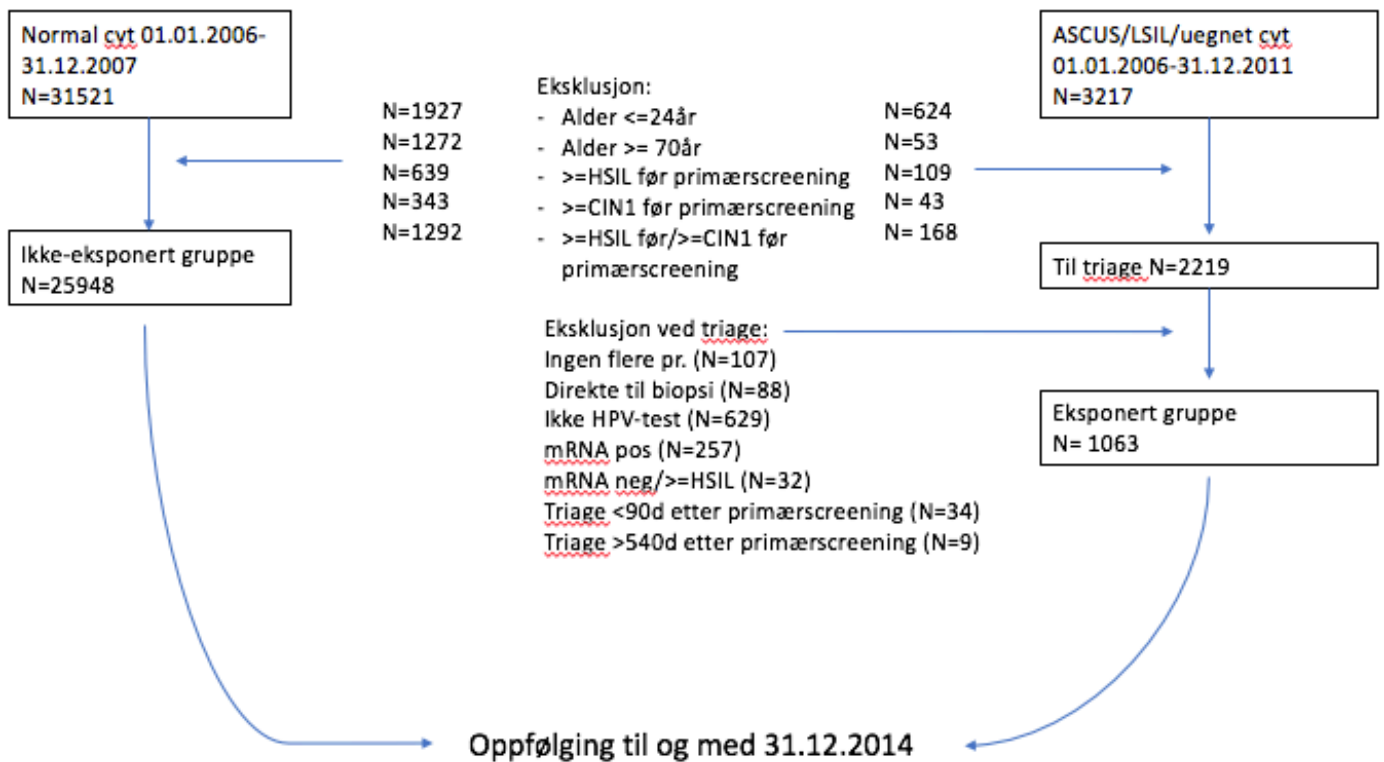 Normal cyt 01.01.2006-
31.12.2007
N=31521
ASCUS/LSIL/uegnet cyt
01.01.2006-31.12.2011
N=3217
N=1927
N=1272
N=639
N=343
N=1292
Eksklusjon:
- Alder <=24år
- Alder >= 70år
- >=HSIL før primærscreening
- >=CIN1 før primærscreening
- >=HSIL før/>=CIN1 før
primærscreening
N=624
N=53
N=109
N= 43
N= 168
Ikke-eksponert gruppe
N=25948
Til triage N=2219
Eksklusjon ved triage:
Ingen flere pr. (N=107)
Direkte til biopsi (N=88)
Ikke HPV-test (N=629)
mRNA pos (N=257)
mRNA neg/>=HSIL (N=32)
Triage <90d etter primærscreening (N=34)
Triage >540d etter primærscreening (N=9)
Eksponert gruppe
N= 1063
Oppfølging til og med 31.12.2014